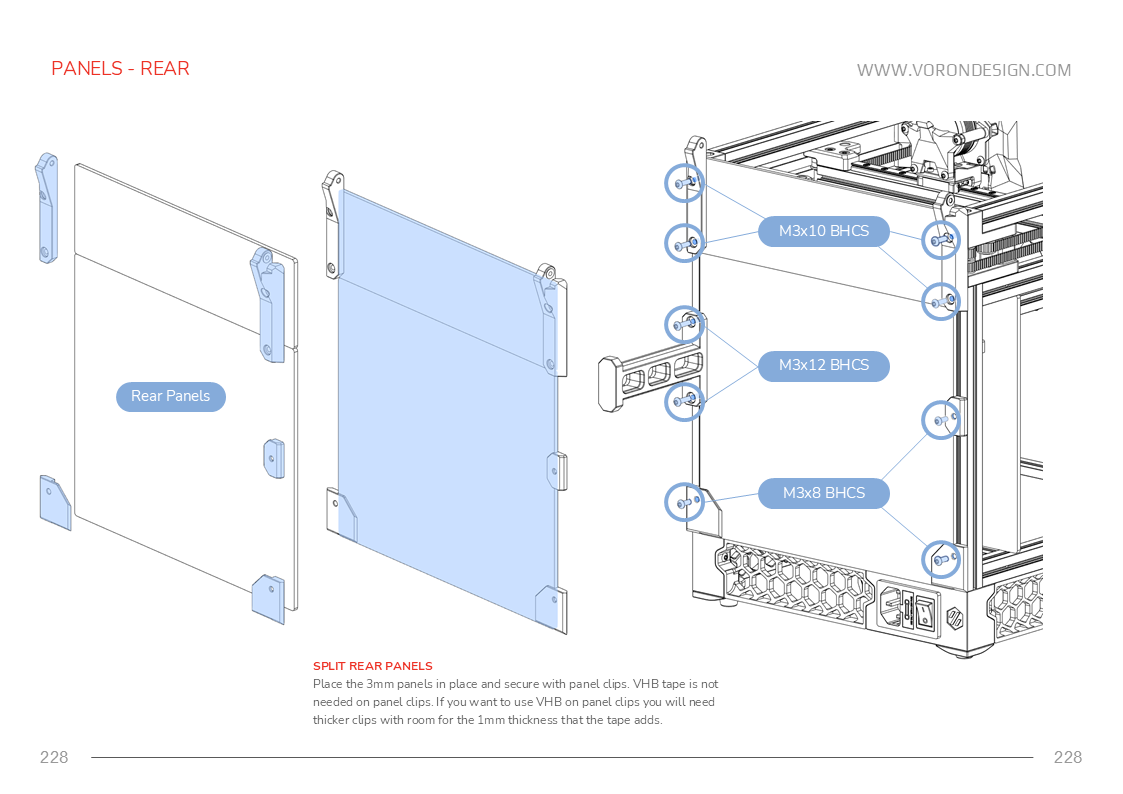 PANELS - REAR
WWW.VORONDESIGN.COM
M3x10 BHCS
M3x12 BHCS
Rear Panels
M3x8 BHCS
SPLIT REAR PANELS
Place the 3mm panels in place and secure with panel clips. VHB tape is not
needed on panel clips. If you want to use VHB on panel clips you will need
thicker clips with room for the 1mm thickness that the tape adds.
228
228